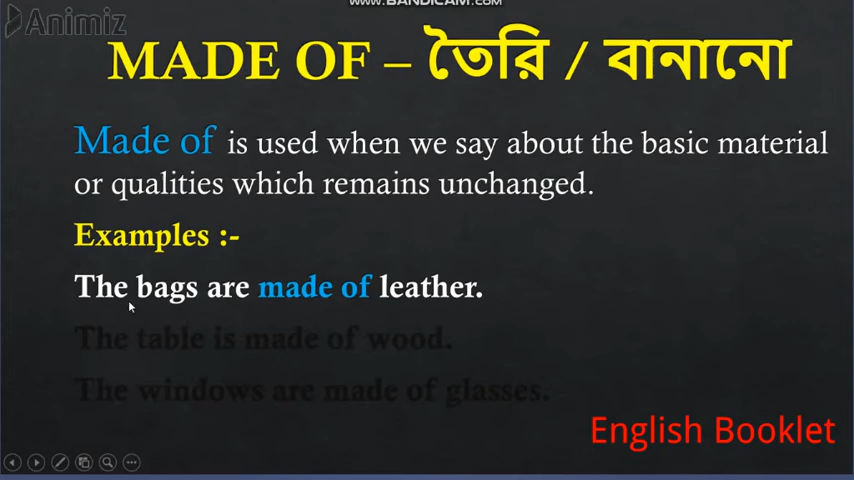 www.BANDICAM.COM
Animiz
MADE OF – তৈরি / বানানো
Made of is used when we say about the basic material
or qualities which remains unchanged.
Examples :-
The bags are made of leather.
The table is made of wood.
The windows are made of glasses.
English Booklet